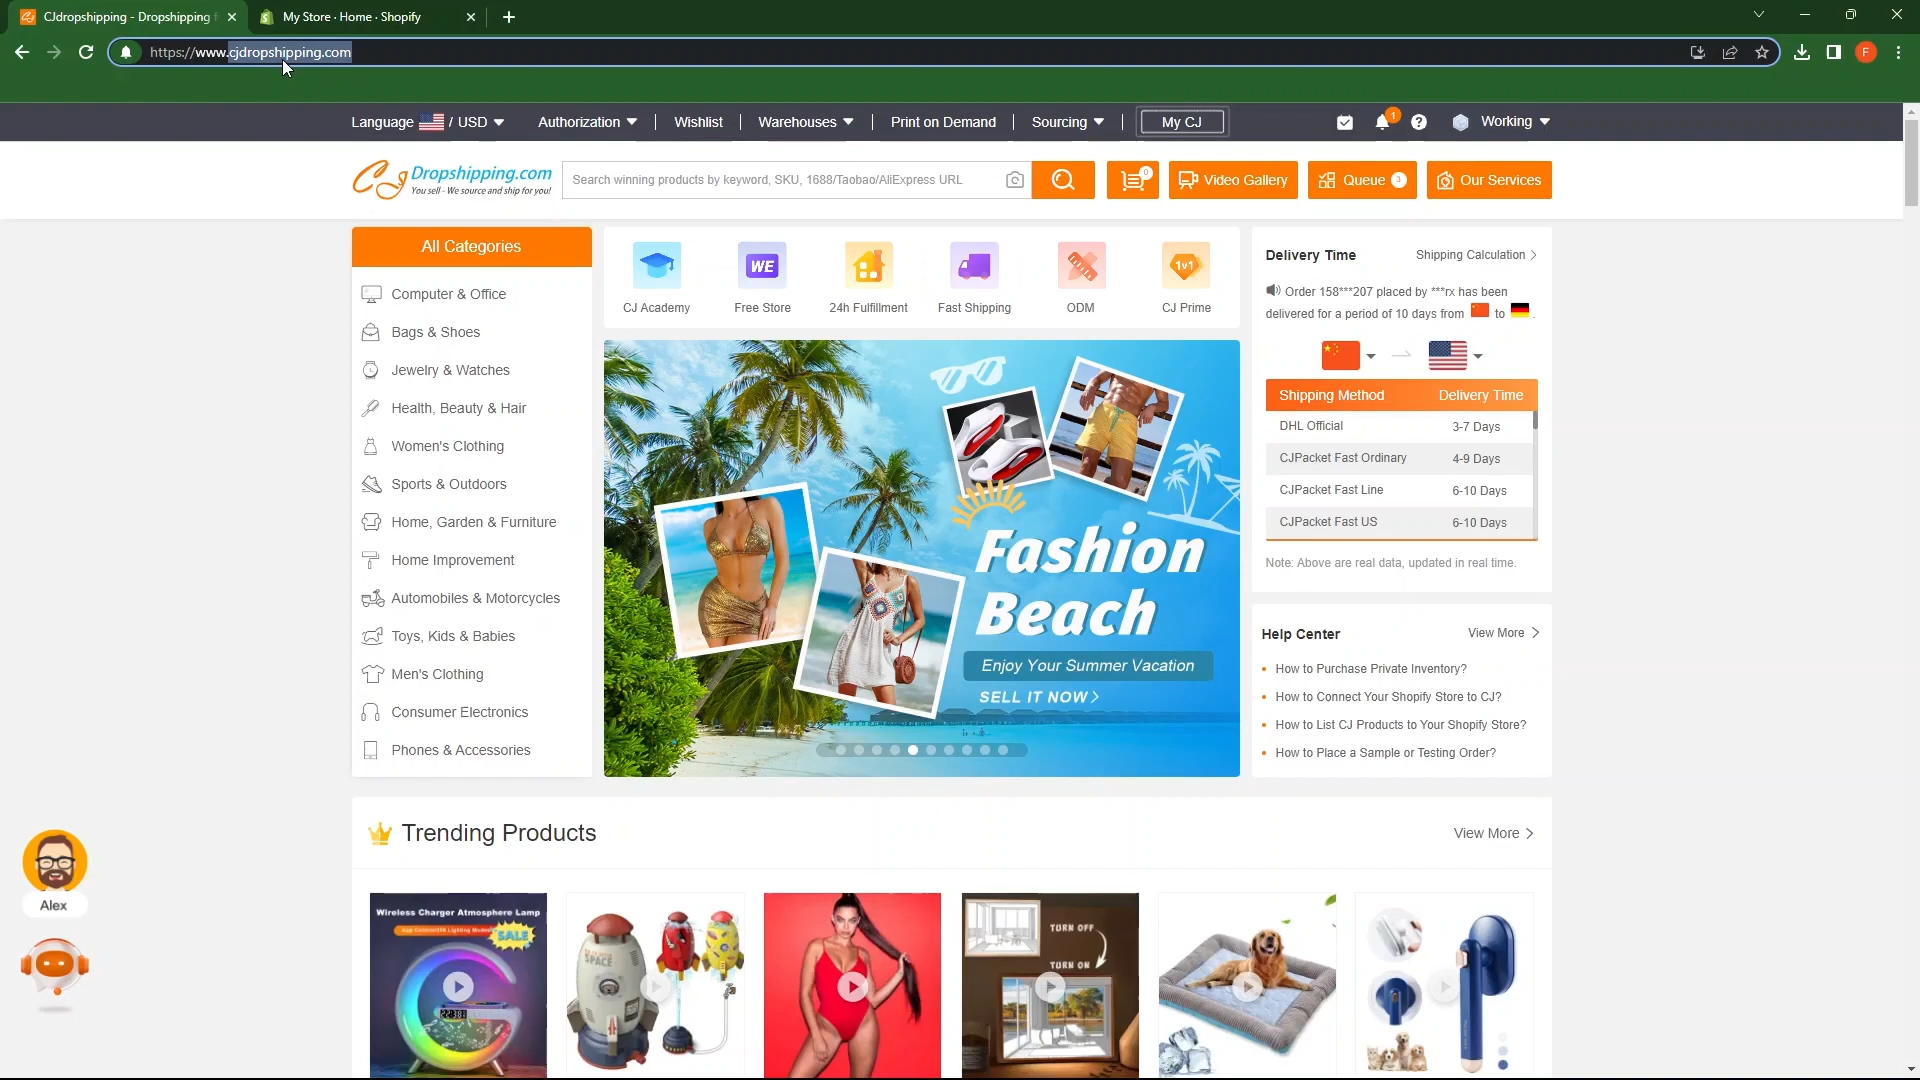 CJdropshipping - Dropshipping f
My Store · Home · Shopify
https://www.cjdropshipping.com
F
Language / USD
Authorization
Wishlist
Warehouses
Print on Demand
Sourcing
My CJ
1
Working
CJ Dropshipping.com
You sell - We source and ship for you!
Search winning products by keyword, SKU, 1688/Taobao/AliExpress URL
0
Video Gallery
Queue 3
Our Services
All Categories
Computer & Office
Bags & Shoes
Jewelry & Watches
Health, Beauty & Hair
Women's Clothing
Sports & Outdoors
Home, Garden & Furniture
Home Improvement
Automobiles & Motorcycles
Toys, Kids & Babies
Men's Clothing
Consumer Electronics
Phones & Accessories
WE
1v1
CJ Academy
Free Store
24h Fulfillment
Fast Shipping
ODM
CJ Prime
Fashion
Beach
Enjoy Your Summer Vacation
SELL IT NOW >
Delivery Time
Shipping Calculation >
Order 158***207 placed by ***rx has been
delivered for a period of 10 days from to .
Shipping Method Delivery Time
DHL Official 3-7 Days
CJPacket Fast Ordinary 4-9 Days
CJPacket Fast Line 6-10 Days
CJPacket Fast US 6-10 Days
Note: Above are real data, updated in real time.
Help Center
View More >
How to Purchase Private Inventory?
How to Connect Your Shopify Store to CJ?
How to List CJ Products to Your Shopify Store?
How to Place a Sample or Testing Order?
Trending Products
View More >
Alex
Wireless Charger Atmosphere Lamp
SALE
SPACE
TURN OFF
TURN ON